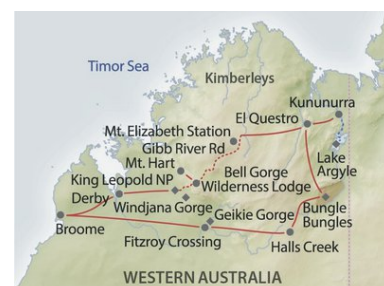 Timor Sea
Kimberleys
Kununurra
El Questro
Mt. Elizabeth Station
Gibb River Rd
Mt. Hart
Lake
Argyle
King Leopold NP
Bell Gorge
Wilderness Lodge
Derby
Windjana Gorge
Geikie Gorge
Bungle
Bungles
Broome
Fitzroy Crossing
Halls Creek
WESTERN AUSTRALIA